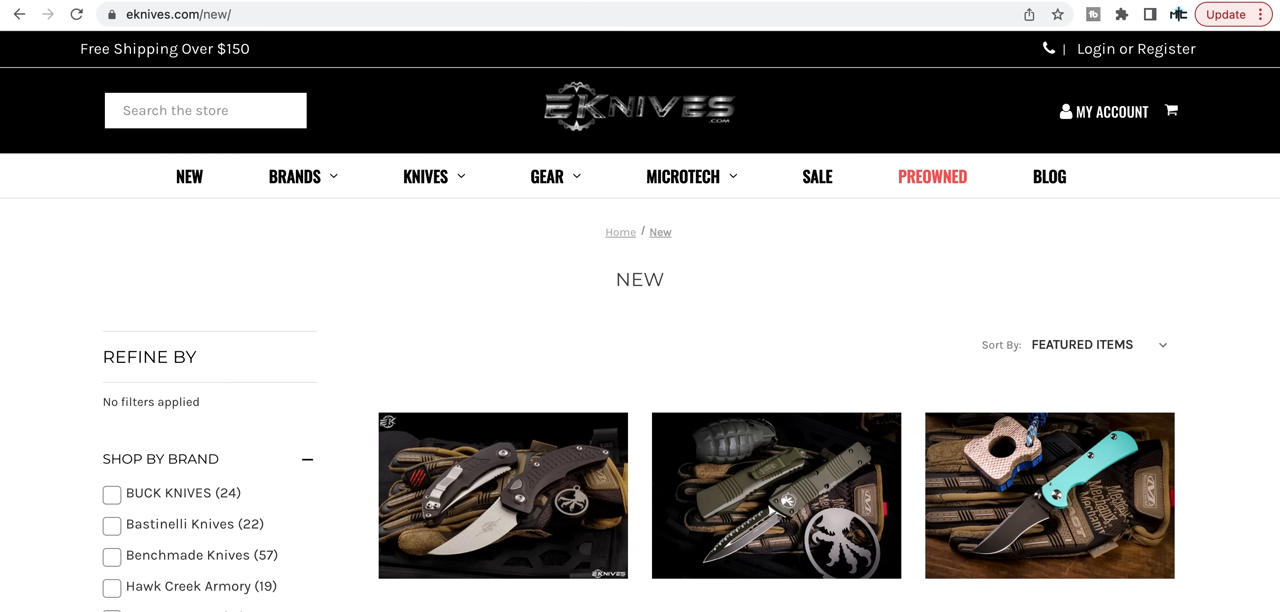 eknives.com/new/
Update
Free Shipping Over $150
| Login or Register
Search the store
EKNIVES
.COM
MY ACCOUNT
NEW BRANDS KNIVES GEAR MICROTECH SALE PREOWNED BLOG
Home / New
NEW
REFINE BY
Sort By: FEATURED ITEMS
No filters applied
SHOP BY BRAND
BUCK KNIVES (24)
Bastinelli Knives (22)
Benchmade Knives (57)
Hawk Creek Armory (19)
EK
EKNIVES